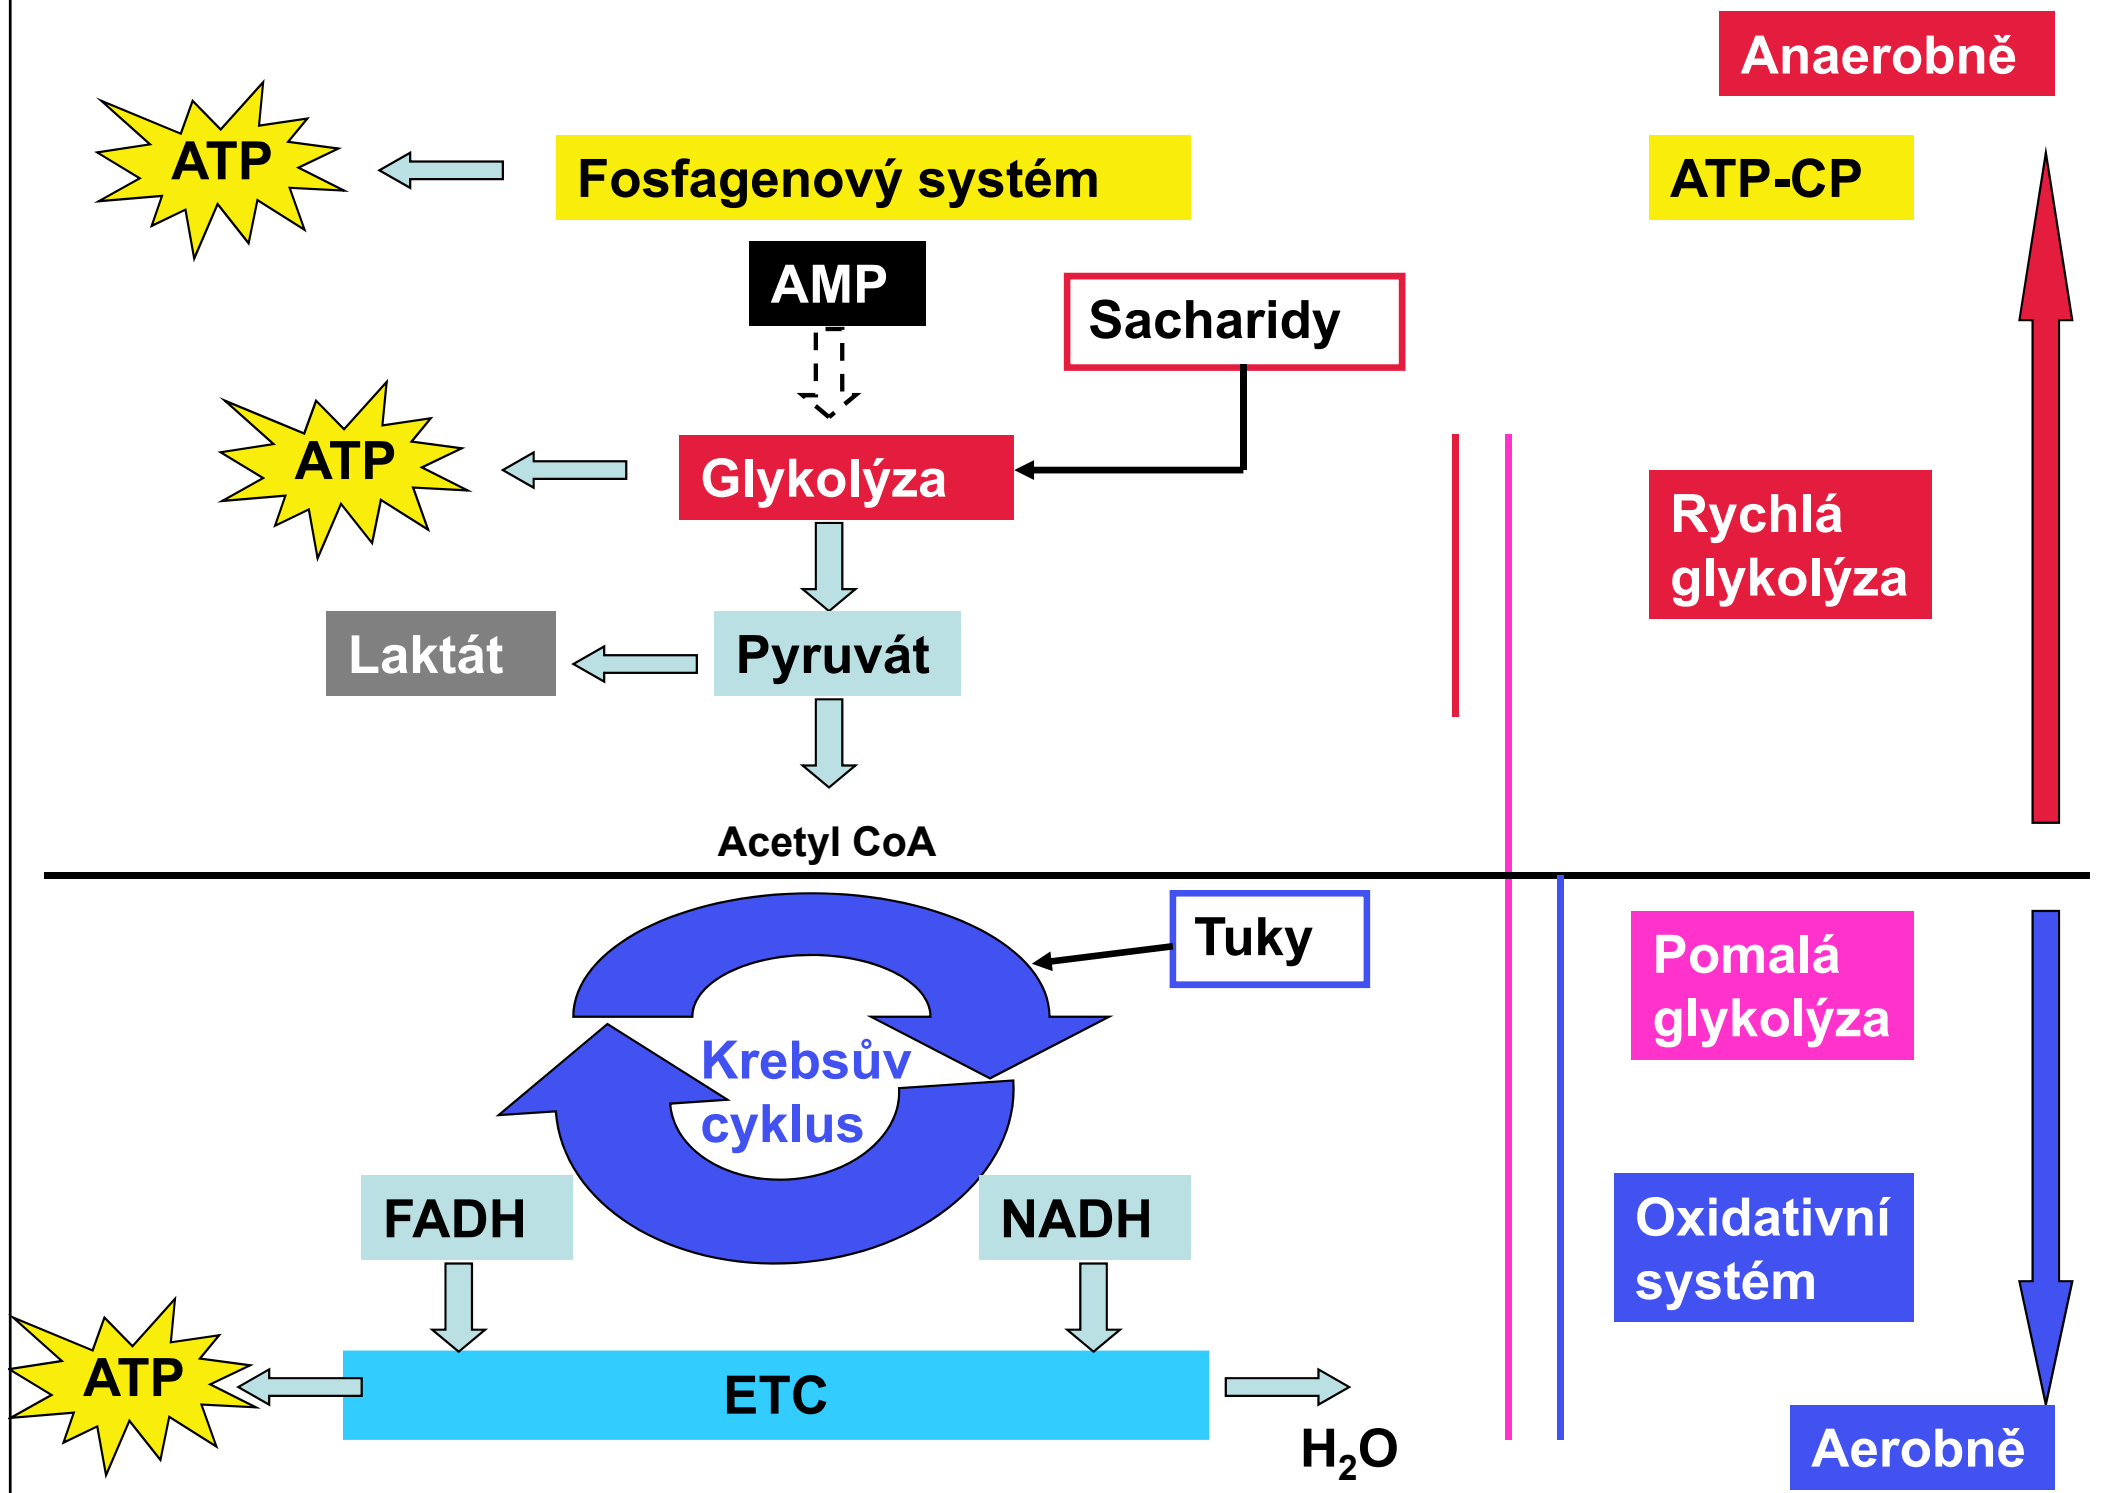 Anaerobně
ATP
Fosfagenový systém
ATP-CP
AMP
Sacharidy
ATP
Glykolýza
Rychlá
glykolýza
Laktát
Pyruvát
Acetyl CoA
Tuky
Pomalá
glykolýza
Krebsův
cyklus
FADH
NADH
Oxidativní
systém
ATP
ETC
H₂O
Aerobně